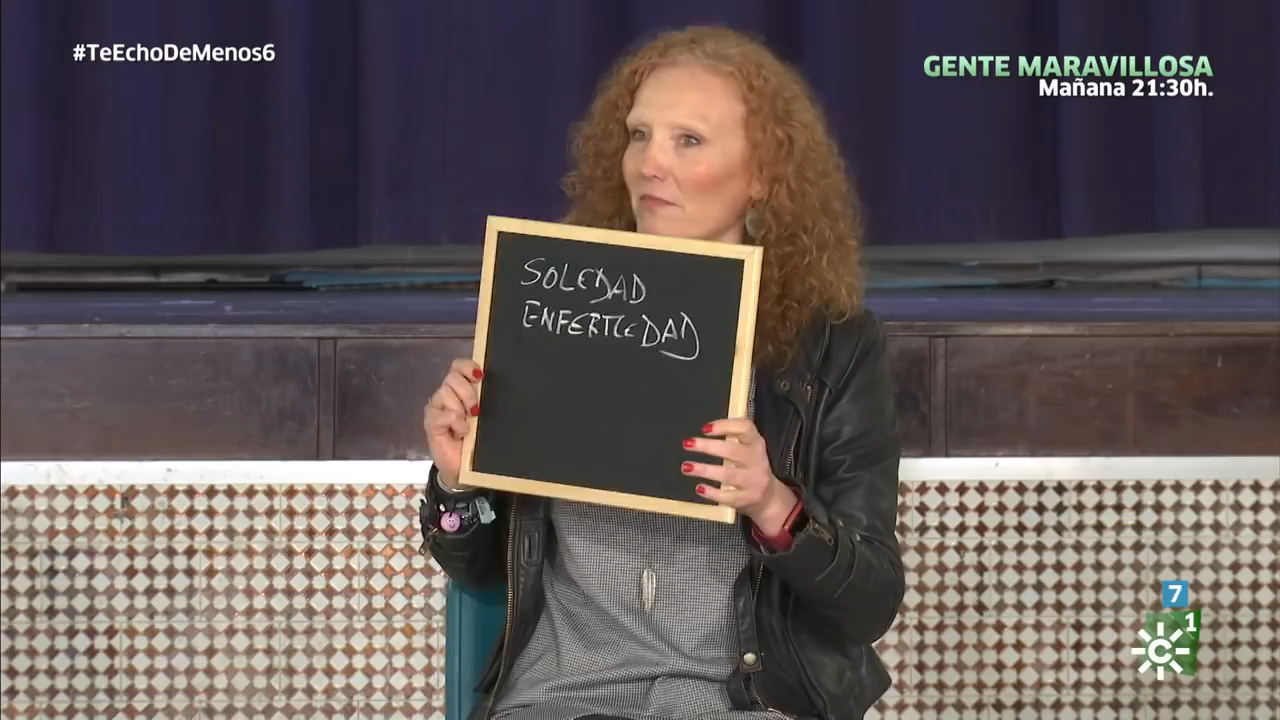 #TeEchoDeMenos6
GENTE MARAVILLOSA
Mañana 21:30h.
SOLEDAD
ENFERMEDAD
7
1